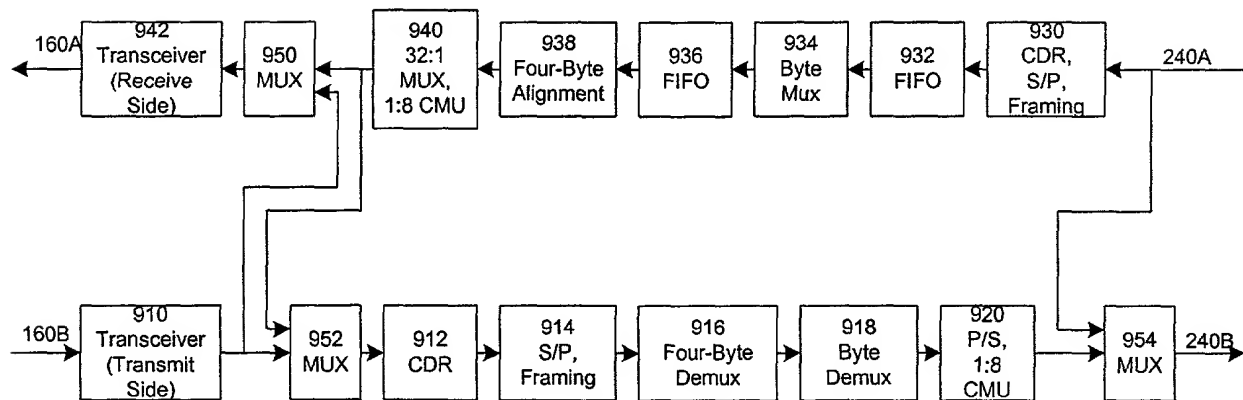 160A
942
Transceiver
(Receive
Side)
950
MUX
940
32:1
MUX,
1:8 CMU
938
Four-Byte
Alignment
936
FIFO
934
Byte
Mux
932
FIFO
930
CDR,
S/P,
Framing
240A
160B
910
Transceiver
(Transmit
Side)
952
MUX
912
CDR
914
S/P,
Framing
916
Four-Byte
Demux
918
Byte
Demux
920
P/S,
1:8
CMU
954
MUX
240B